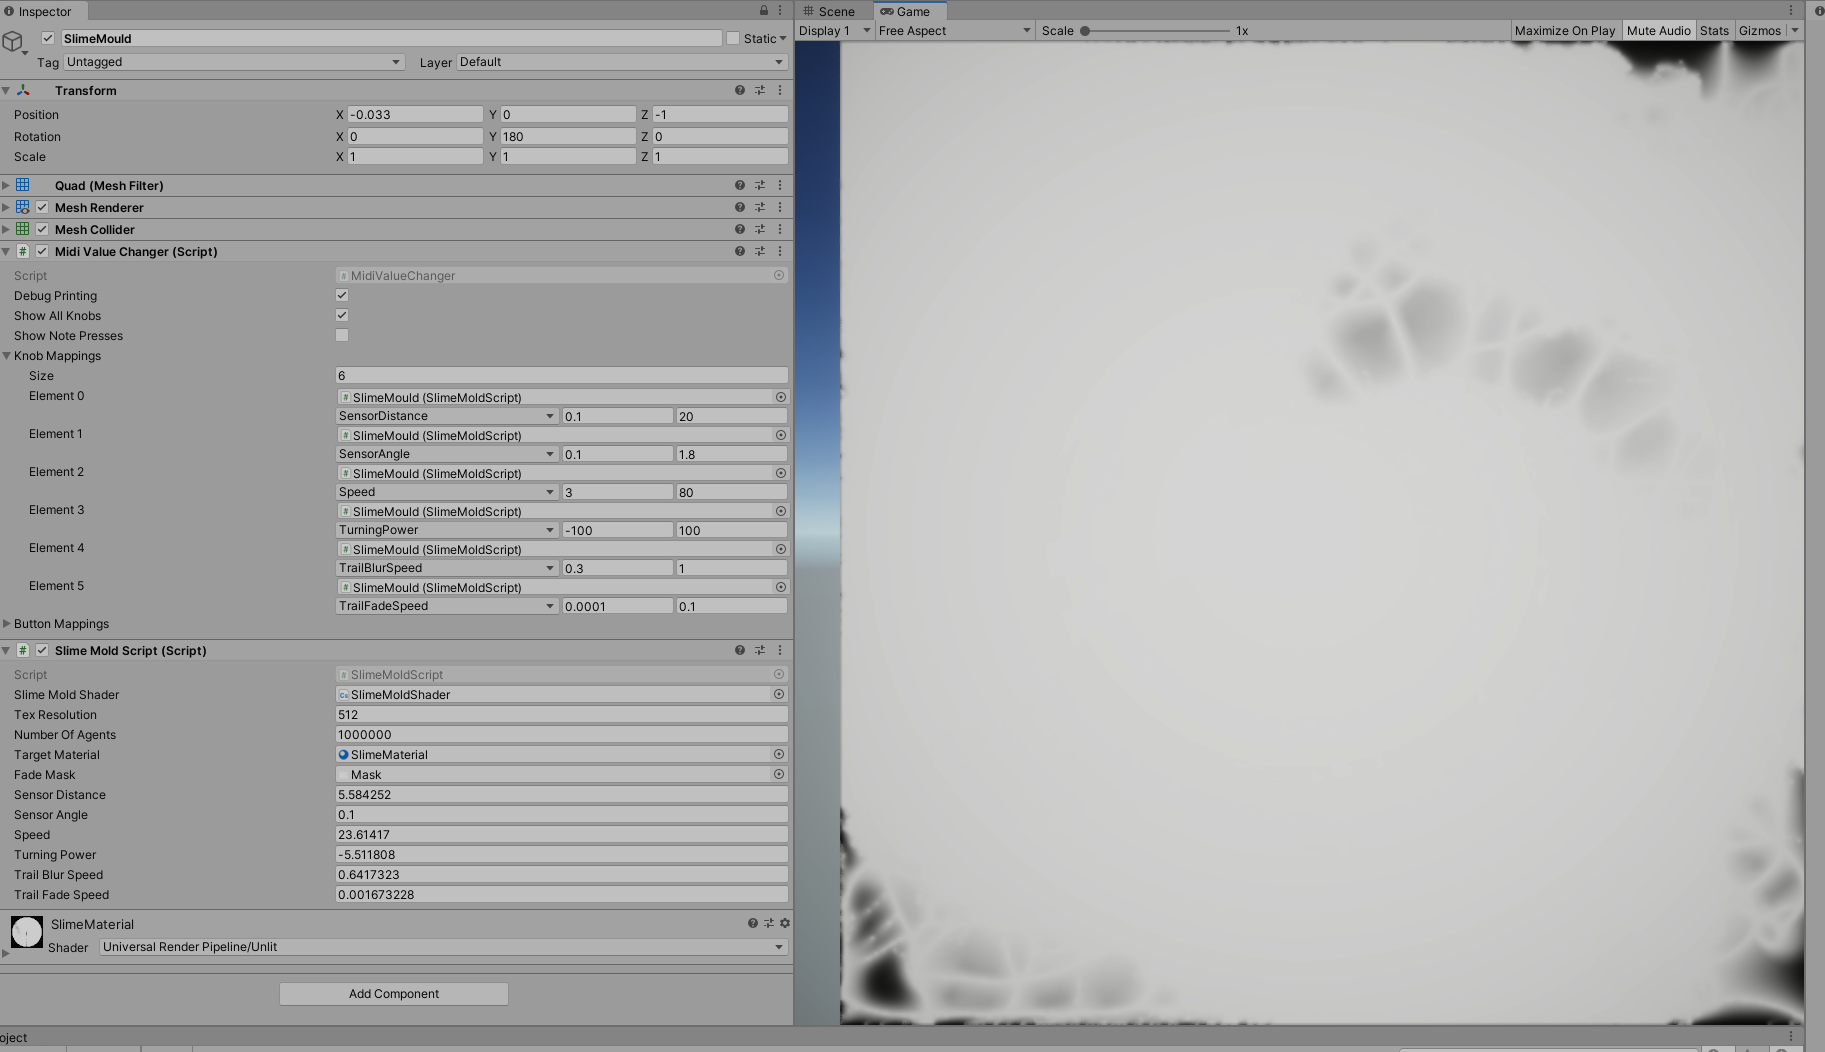 Inspector
SlimeMould Static
Tag Untagged Layer Default
Transform
Position X -0.033 Y 0 Z -1
Rotation X 0 Y 180 Z 0
Scale X 1 Y 1 Z 1
Quad (Mesh Filter)
Mesh Renderer
Mesh Collider
Midi Value Changer (Script)
Script MidiValueChanger
Debug Printing
Show All Knobs
Show Note Presses
Knob Mappings
Size 6
Element 0 SlimeMould (SlimeMoldScript)
SensorDistance 0.1 20
Element 1 SlimeMould (SlimeMoldScript)
SensorAngle 0.1 1.8
Element 2 SlimeMould (SlimeMoldScript)
Speed 3 80
Element 3 SlimeMould (SlimeMoldScript)
TurningPower -100 100
Element 4 SlimeMould (SlimeMoldScript)
TrailBlurSpeed 0.3 1
Element 5 SlimeMould (SlimeMoldScript)
TrailFadeSpeed 0.0001 0.1
Button Mappings
Slime Mold Script (Script)
Script SlimeMoldScript
Slime Mold Shader SlimeMoldShader
Tex Resolution 512
Number Of Agents 1000000
Target Material SlimeMaterial
Fade Mask Mask
Sensor Distance 5.584252
Sensor Angle 0.1
Speed 23.61417
Turning Power -5.511808
Trail Blur Speed 0.6417323
Trail Fade Speed 0.001673228
SlimeMaterial
Shader Universal Render Pipeline/Unlit
Add Component
oject
Scene Game
Display 1 Free Aspect Scale 1x Maximize On Play Mute Audio Stats Gizmos